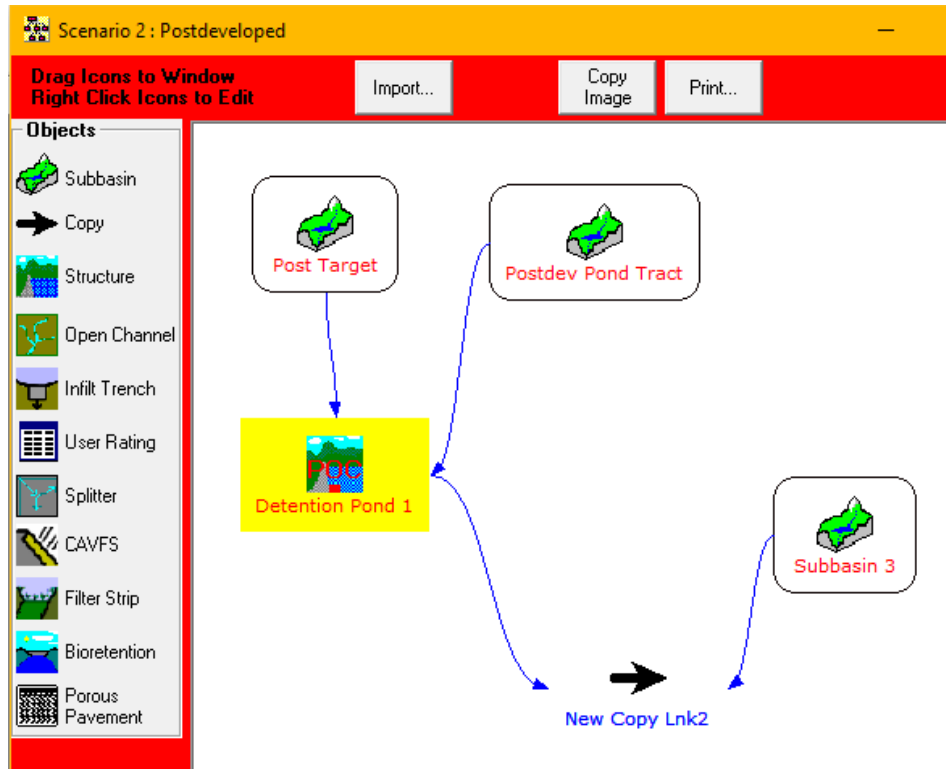 Scenario 2 : Postdeveloped
Drag Icons to Window
Right Click Icons to Edit
Import...
Copy
Image
Print...
Objects
Subbasin
Copy
Structure
Open Channel
Infilt Trench
User Rating
Splitter
CAVFS
Filter Strip
Bioretention
Porous
Pavement
Post Target
Postdev Pond Tract
POC
Detention Pond 1
Subbasin 3
New Copy Lnk2